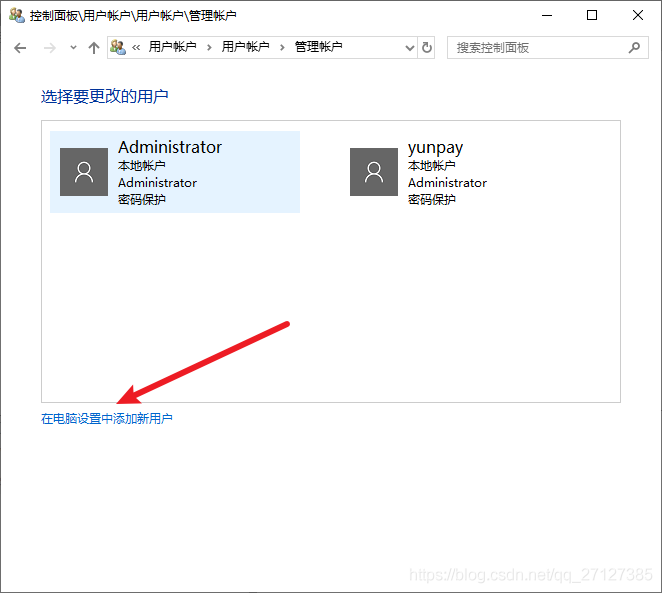 控制面板\用户帐户\用户帐户\管理帐户
« 用户帐户 › 用户帐户 › 管理帐户
搜索控制面板
选择要更改的用户
Administrator
本地帐户
Administrator
密码保护
yunpay
本地帐户
Administrator
密码保护
在电脑设置中添加新用户
https://blog.csdn.net/qq_27127385